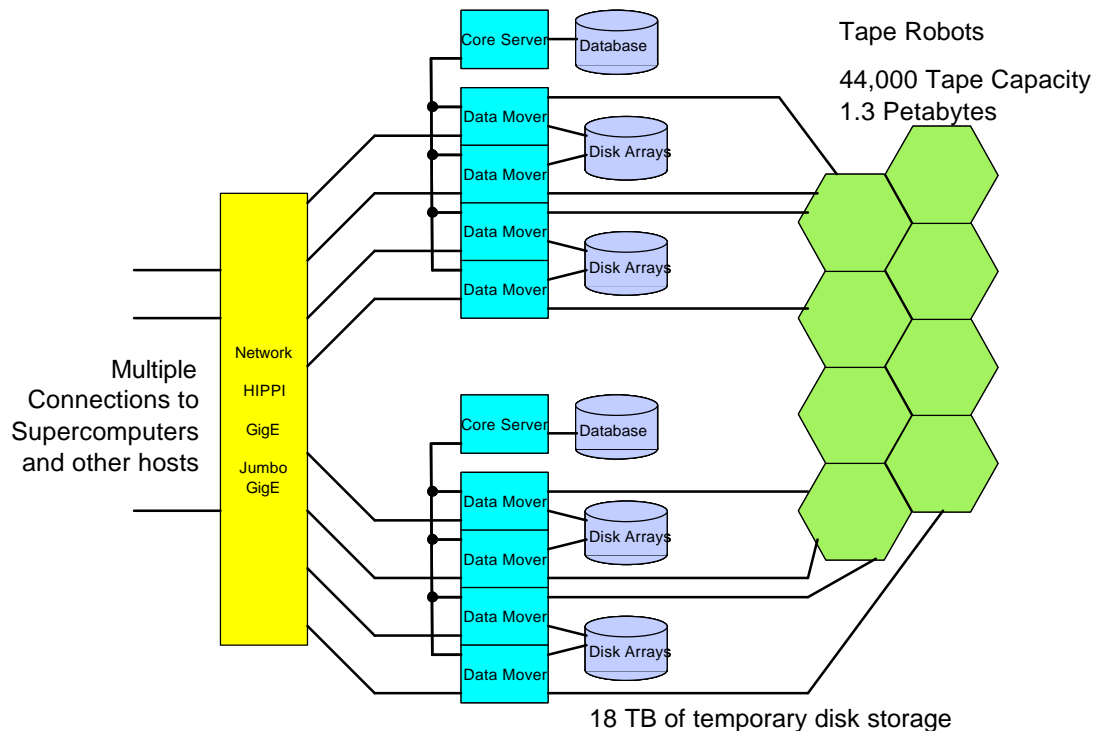 Core Server
Database
Tape Robots
44,000 Tape Capacity
1.3 Petabytes
Data Mover
Disk Arrays
Data Mover
Data Mover
Disk Arrays
Data Mover
Multiple
Connections to
Supercomputers
and other hosts
Network
HIPPI
GigE
Jumbo
GigE
Core Server
Database
Data Mover
Disk Arrays
Data Mover
Data Mover
Disk Arrays
Data Mover
18 TB of temporary disk storage